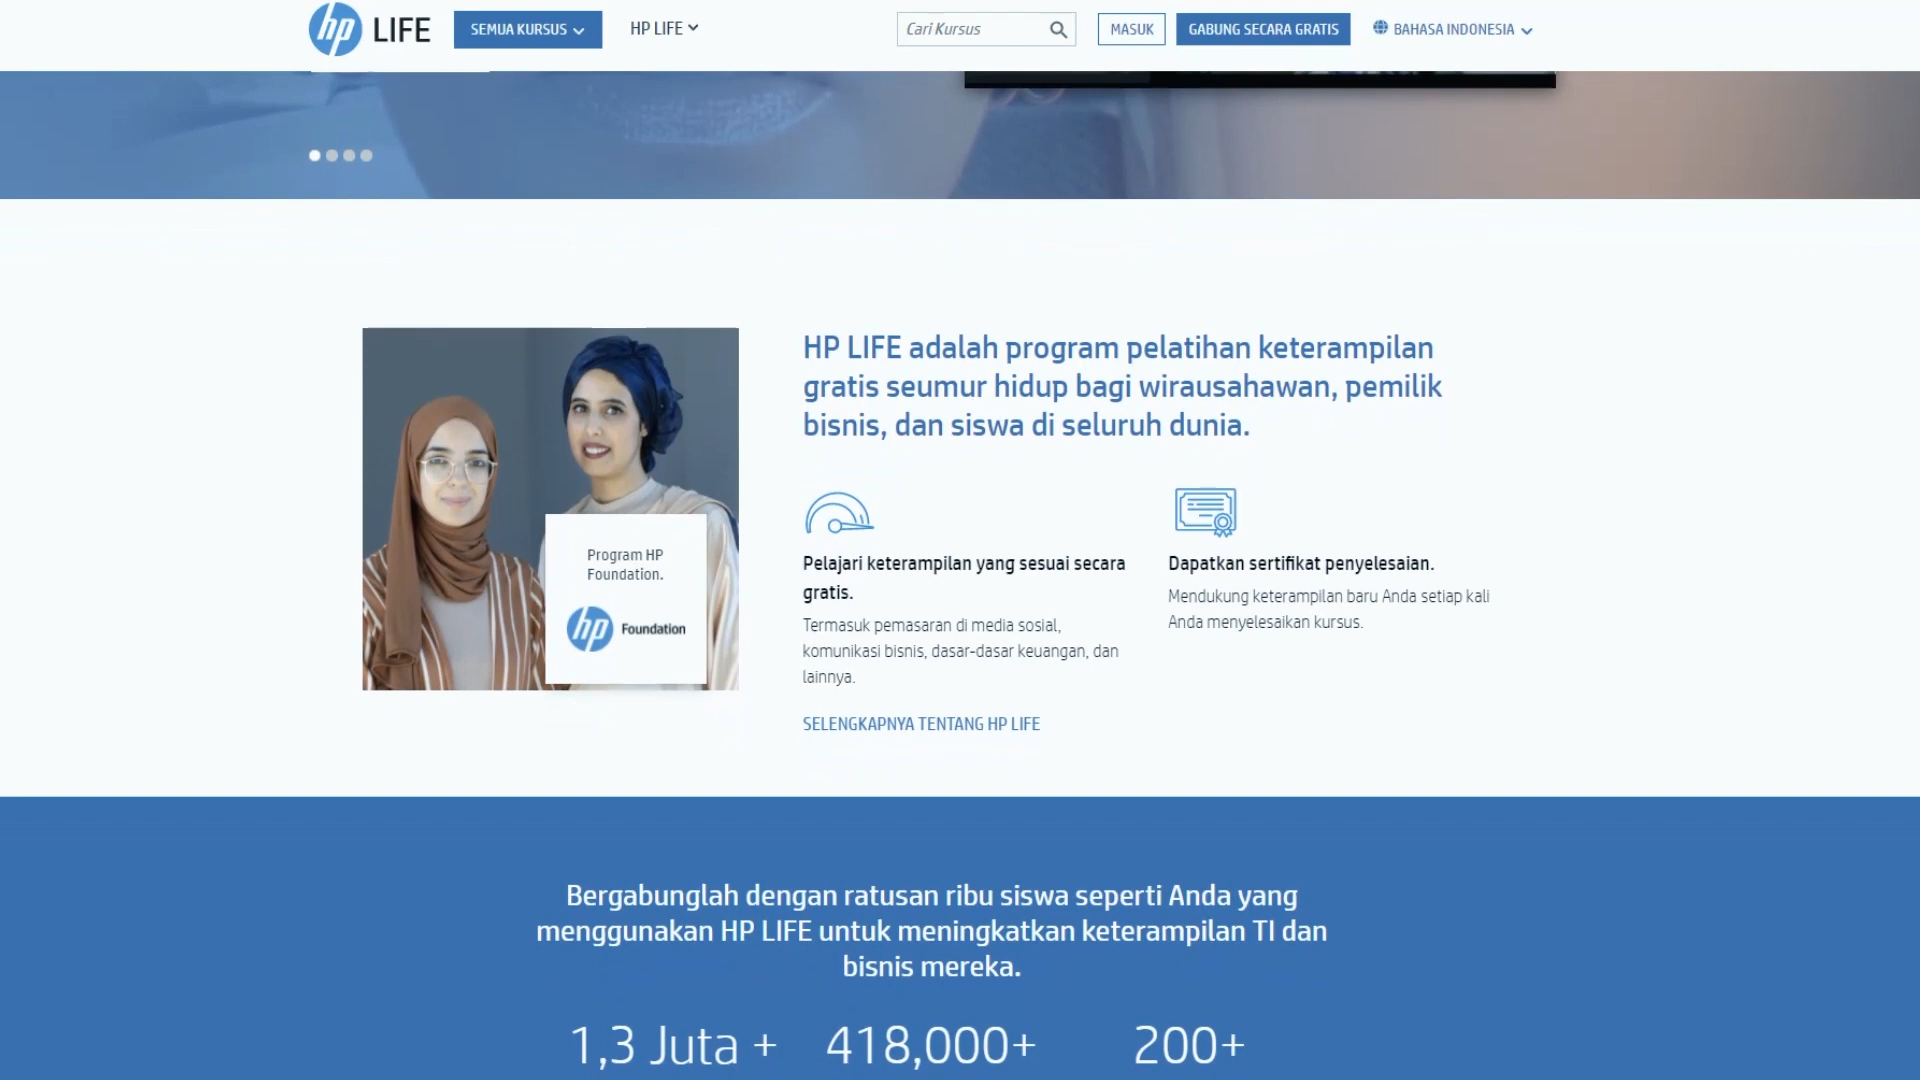 hp LIFE
SEMUA KURSUS
HP LIFE
Cari Kursus
MASUK
GABUNG SECARA GRATIS
BAHASA INDONESIA
Program HP
Foundation.
hp Foundation
HP LIFE adalah program pelatihan keterampilan
gratis seumur hidup bagi wirausahawan, pemilik
bisnis, dan siswa di seluruh dunia.
Pelajari keterampilan yang sesuai secara
gratis.
Termasuk pemasaran di media sosial,
komunikasi bisnis, dasar-dasar keuangan, dan
lainnya.
Dapatkan sertifikat penyelesaian.
Mendukung keterampilan baru Anda setiap kali
Anda menyelesaikan kursus.
SELENGKAPNYA TENTANG HP LIFE
Bergabunglah dengan ratusan ribu siswa seperti Anda yang
menggunakan HP LIFE untuk meningkatkan keterampilan TI dan
bisnis mereka.
1,3 Juta + 418,000+ 200+